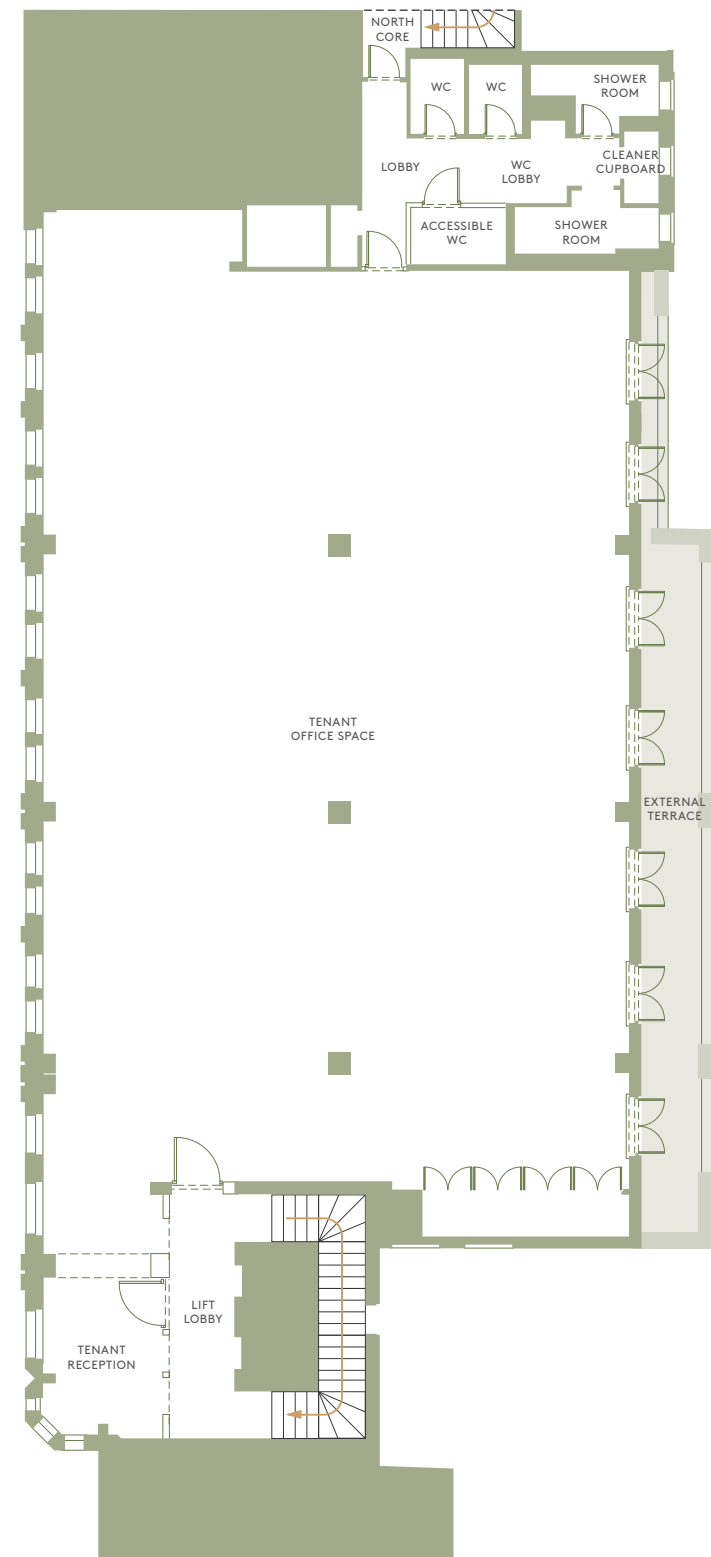 NORTH
CORE
WC
WC
SHOWER
ROOM
LOBBY
WC
LOBBY
CLEANER
CUPBOARD
ACCESSIBLE
WC
SHOWER
ROOM
TENANT
OFFICE SPACE
EXTERNAL
TERRACE
LIFT
LOBBY
TENANT
RECEPTION